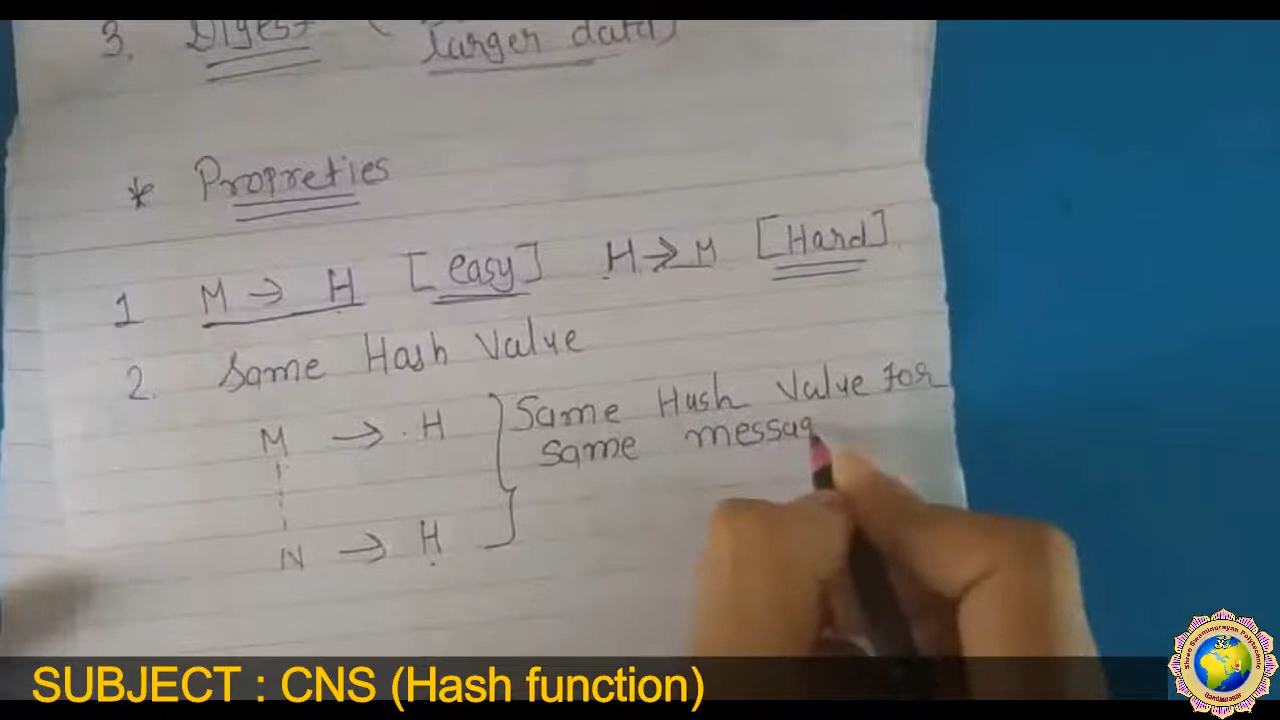 3. Digest (
larger data)
* Propreties
1 M → H [easy] H → M [Hard]
2. Same Hash Value
M → H } Same Hash Value for
same messag
N → H
SUBJECT : CNS (Hash function)